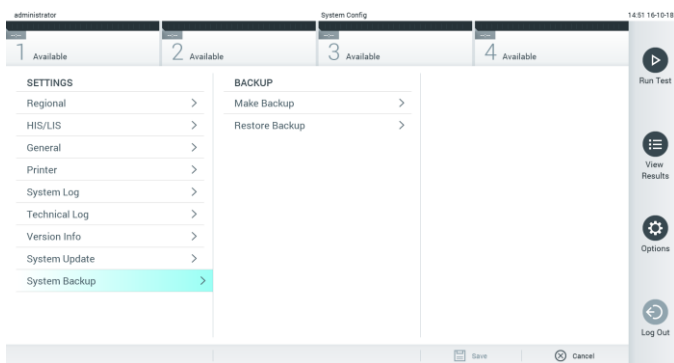 administrator System Config 14:51 16-10-18
1 Available 2 Available 3 Available 4 Available
Run Test
SETTINGS BACKUP
Regional Make Backup
HIS/LIS Restore Backup
General
Printer
System Log
Technical Log
Version Info
System Update
System Backup
View
Results
Options
Log Out
Save Cancel